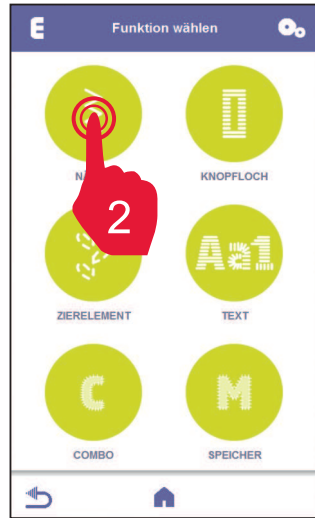 E Funktion wählen
N
KNOPFLOCH
2
Aa1
ZIERELEMENT
TEXT
C
M
COMBO
SPEICHER